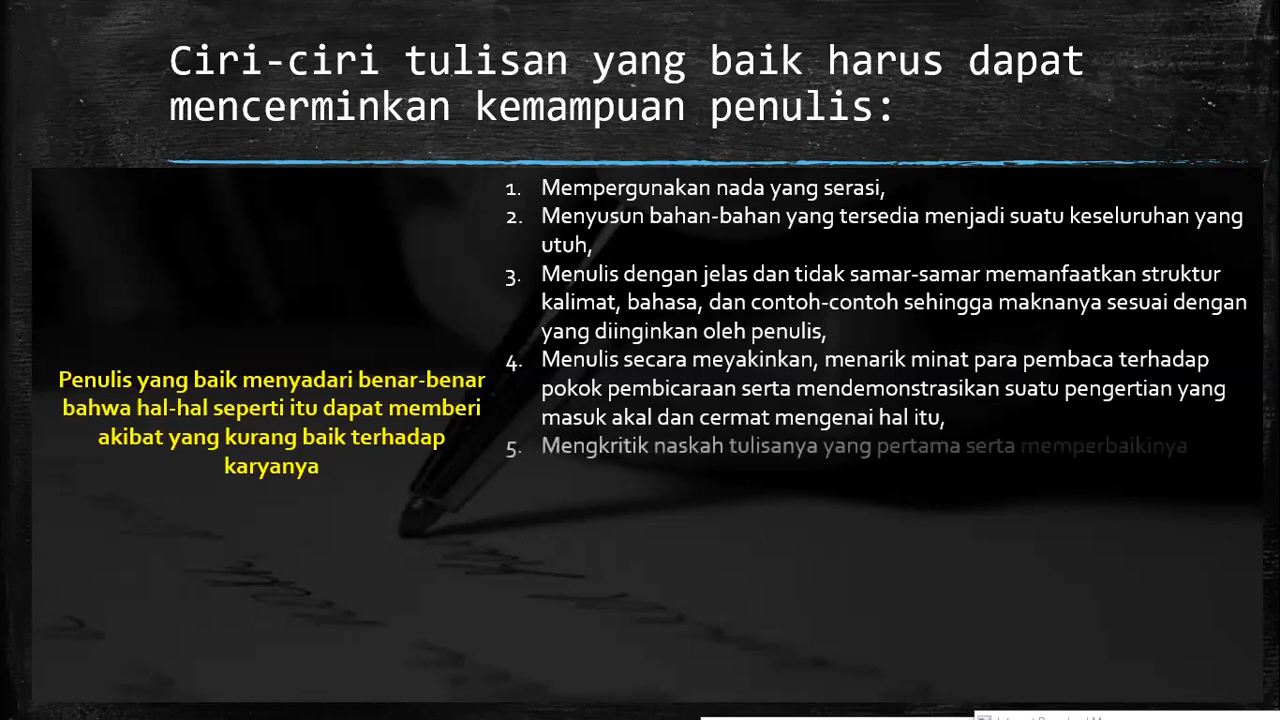 Ciri-ciri tulisan yang baik harus dapat
mencerminkan kemampuan penulis:
Penulis yang baik menyadari benar-benar
bahwa hal-hal seperti itu dapat memberi
akibat yang kurang baik terhadap
karyanya
1. Mempergunakan nada yang serasi,
2. Menyusun bahan-bahan yang tersedia menjadi suatu keseluruhan yang
utuh,
3. Menulis dengan jelas dan tidak samar-samar memanfaatkan struktur
kalimat, bahasa, dan contoh-contoh sehingga maknanya sesuai dengan
yang diinginkan oleh penulis,
4. Menulis secara meyakinkan, menarik minat para pembaca terhadap
pokok pembicaraan serta mendemonstrasikan suatu pengertian yang
masuk akal dan cermat mengenai hal itu,
5. Mengkritik naskah tulisanya yang pertama serta memperbaikinya